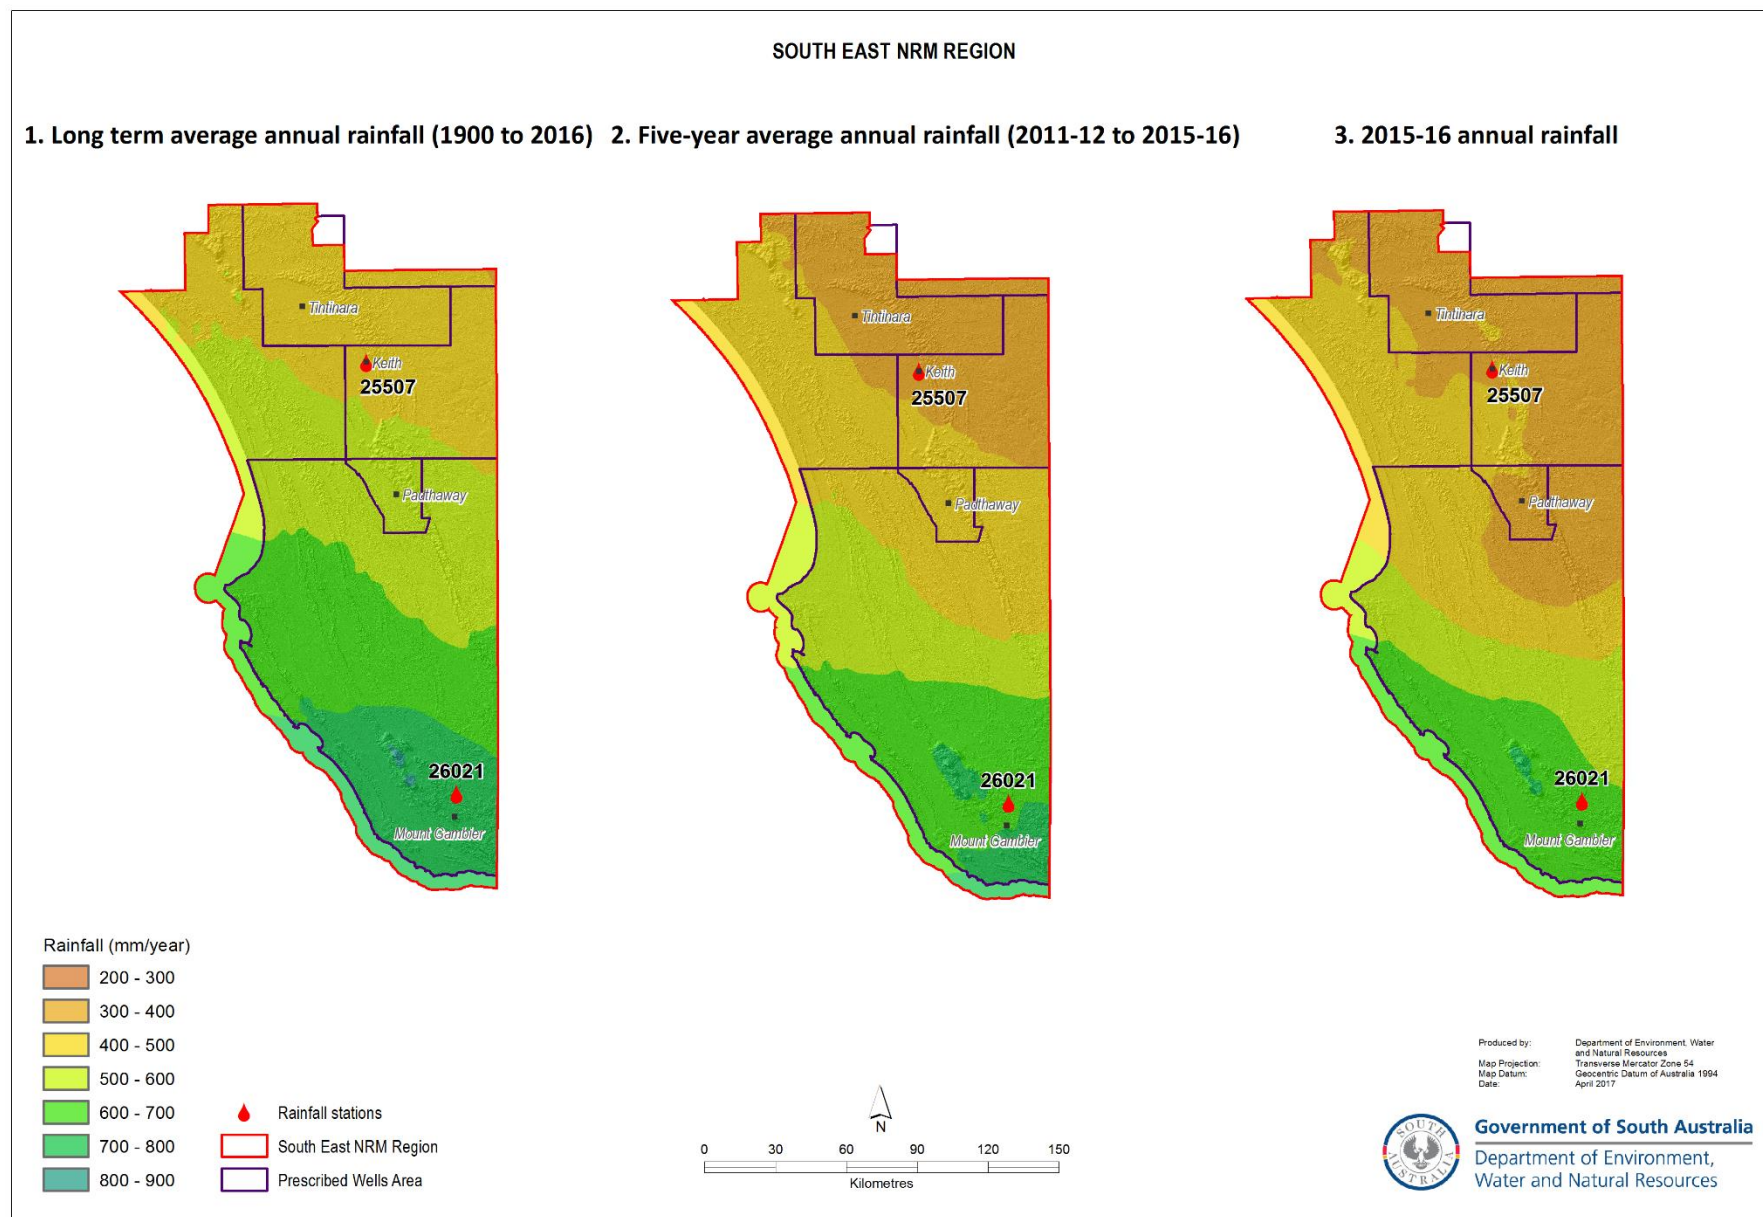 SOUTH EAST NRM REGION
1. Long term average annual rainfall (1900 to 2016)
2. Five-year average annual rainfall (2011-12 to 2015-16)
3. 2015-16 annual rainfall
Tintinara
Keith
25507
Padthaway
26021
Mount Gambier
Tintinara
Keith
25507
Padthaway
26021
Mount Gambier
Tintinara
Keith
25507
Padthaway
26021
Mount Gambier
Rainfall (mm/year)
200 - 300
300 - 400
400 - 500
500 - 600
600 - 700
700 - 800
800 - 900
Rainfall stations
South East NRM Region
Prescribed Wells Area
N
0 30 60 90 120 150
Kilometres
Produced by: Department of Environment, Water
and Natural Resources
Map Projection: Transverse Mercator Zone 54
Map Datum: Geocentric Datum of Australia 1994
Date: April 2017
SOUTH AUSTRALIA
Government of South Australia
Department of Environment,
Water and Natural Resources